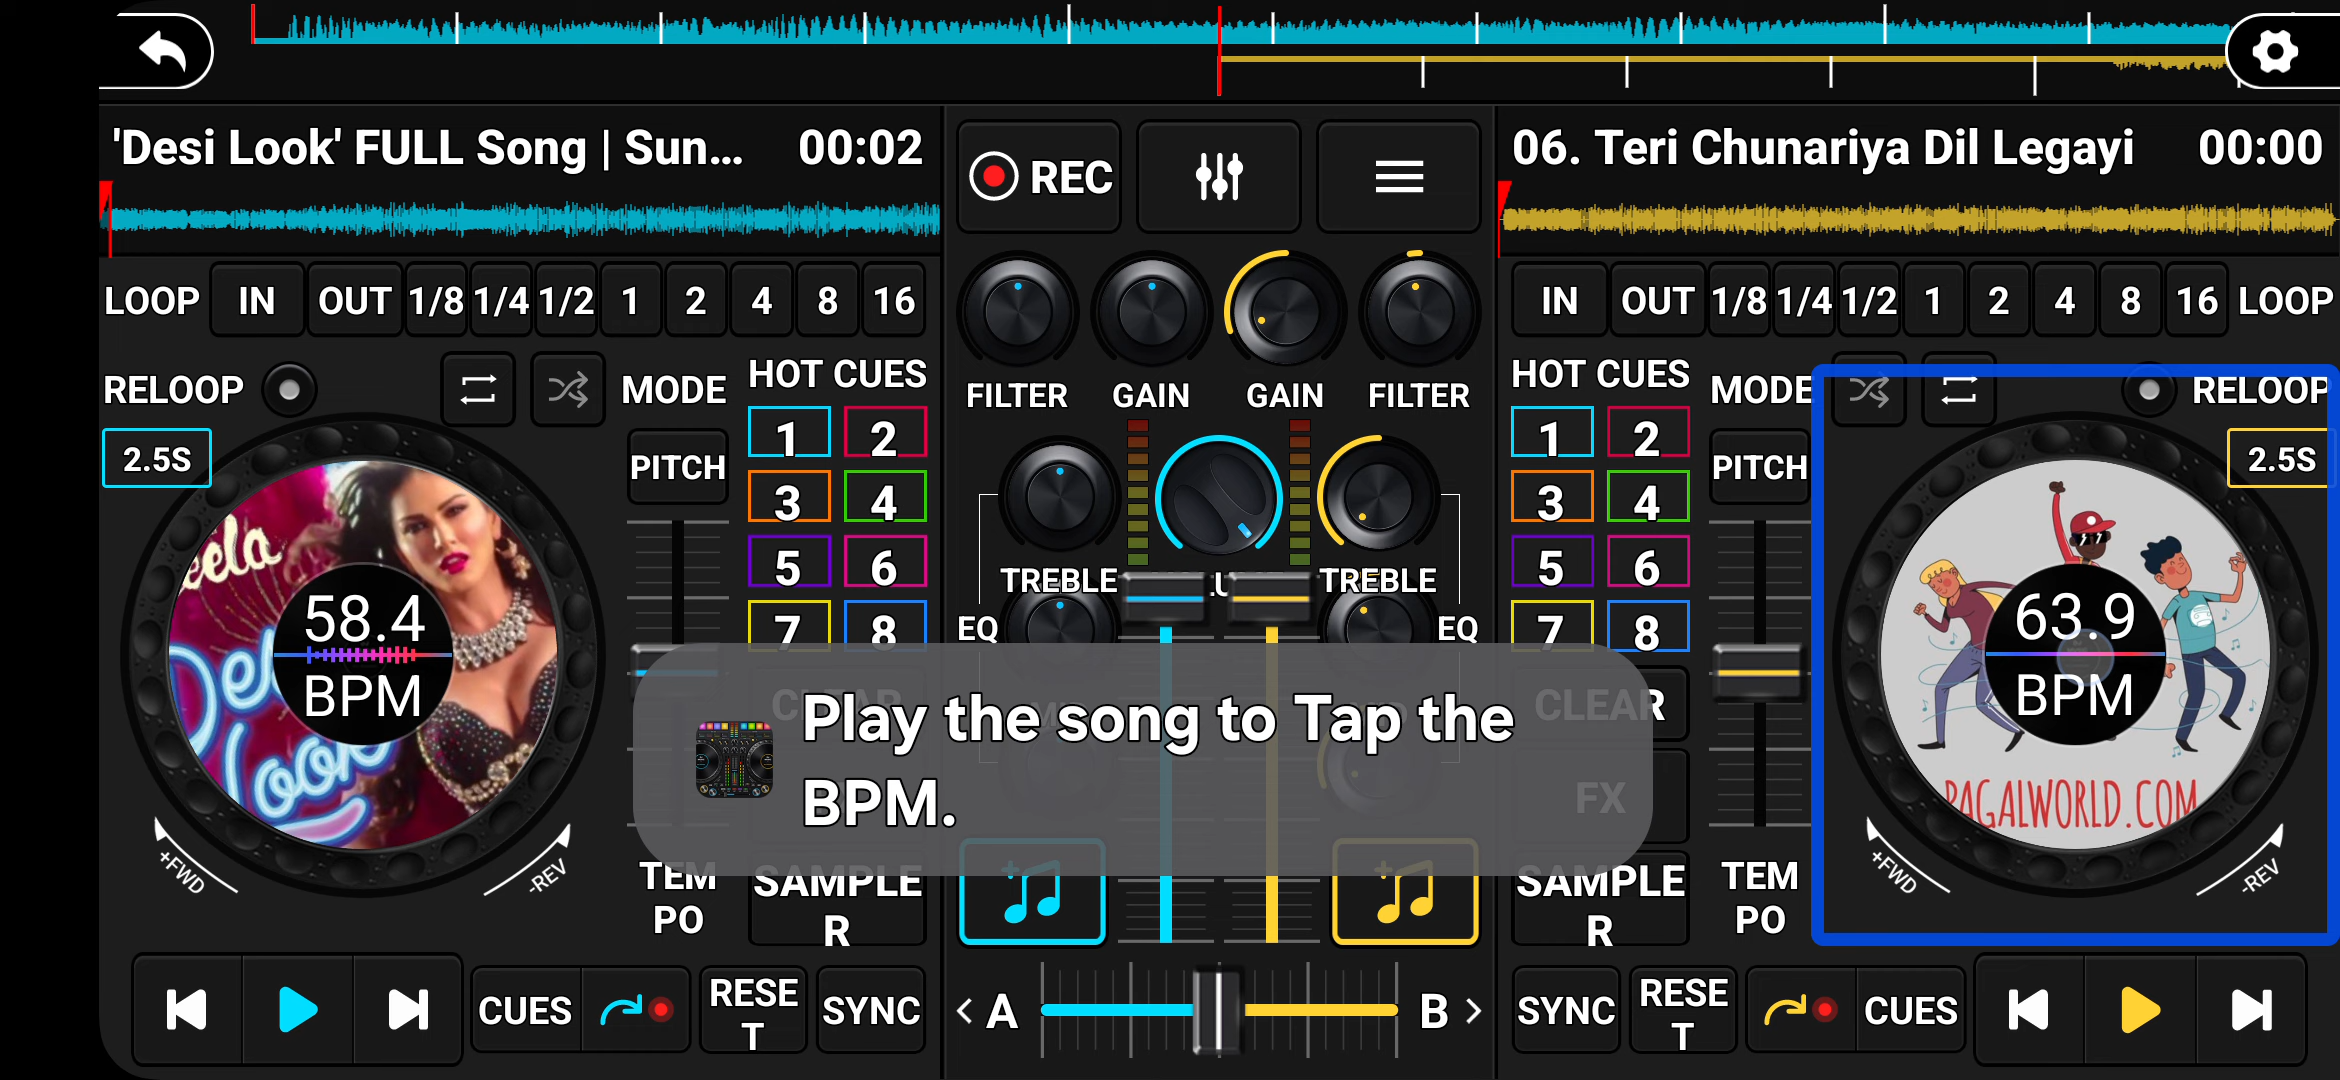 'Desi Look' FULL Song | Sun... 00:02
REC
06. Teri Chunariya Dil Legayi 00:00
LOOP IN OUT 1/8 1/4 1/2 1 2 4 8 16
IN OUT 1/8 1/4 1/2 1 2 4 8 16 LOOP
FILTER GAIN GAIN FILTER
RELOOP MODE HOT CUES
HOT CUES MODE RELOOP
2.5S PITCH
1 2
3 4
5 6
7 8
CLEAR
TREBLE TREBLE
EQ EQ
1 2
3 4
5 6
7 8
CLEAR
FX
PITCH 2.5S
eela
Look
58.4
BPM
63.9
BPM
PAGALWORLD.COM
Play the song to Tap the
BPM.
+FWD -REV
TEM
PO
SAMPLE
R
SAMPLE
R
TEM
PO
+FWD -REV
CUES RESE
T SYNC
< A B >
SYNC RESE
T CUES